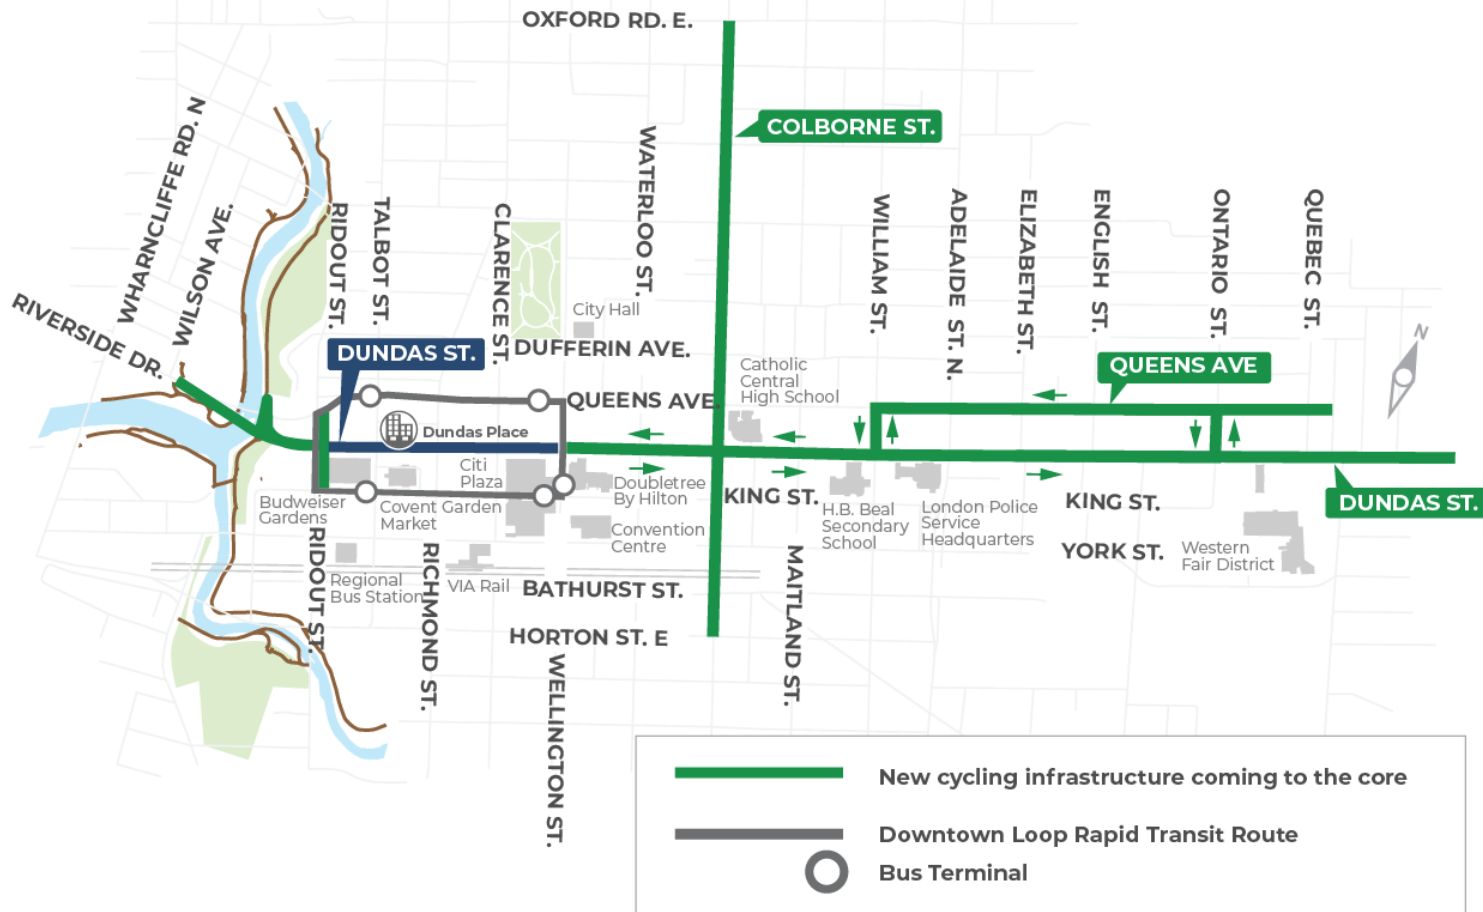 OXFORD RD. E.
COLBORNE ST.
WHARNCLIFFE RD. N
WILSON AVE.
RIVERSIDE DR.
RIDOUT ST.
TALBOT ST.
CLARENCE ST.
WATERLOO ST.
WILLIAM ST.
ADELAIDE ST. N.
ELIZABETH ST.
ENGLISH ST.
ONTARIO ST.
QUEBEC ST.
N
City Hall
DUFFERIN AVE.
DUNDAS ST.
Catholic
Central
High School
QUEENS AVE
QUEENS AVE.
Dundas Place
Citi
Plaza
Doubletree
By Hilton
KING ST.
KING ST.
DUNDAS ST.
Budweiser
Gardens
Covent Garden
Market
Convention
Centre
H.B. Beal
Secondary
School
London Police
Service
Headquarters
YORK ST.
Western
Fair District
RIDOUT ST.
Regional
Bus Station
RICHMOND ST.
VIA Rail
BATHURST ST.
MAITLAND ST.
HORTON ST. E
WELLINGTON ST.
New cycling infrastructure coming to the core
Downtown Loop Rapid Transit Route
Bus Terminal